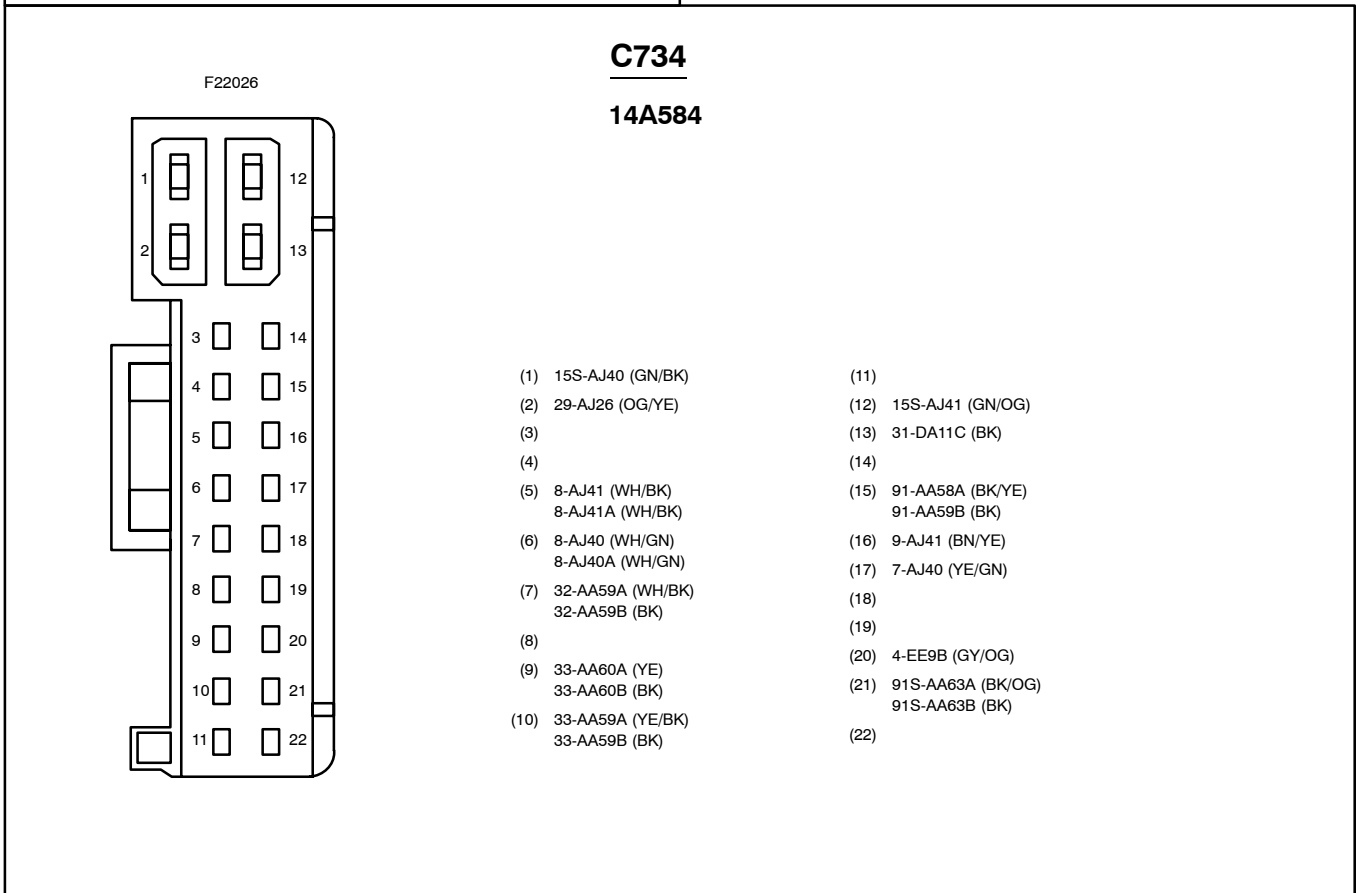 C734
14A584
F22026
1
12
2
13
3
14
4
15
5
16
6
17
7
18
8
19
9
20
10
21
11
22
(1) 15S-AJ40 (GN/BK)
(2) 29-AJ26 (OG/YE)
(3)
(4)
(5) 8-AJ41 (WH/BK)
8-AJ41A (WH/BK)
(6) 8-AJ40 (WH/GN)
8-AJ40A (WH/GN)
(7) 32-AA59A (WH/BK)
32-AA59B (BK)
(8)
(9) 33-AA60A (YE)
33-AA60B (BK)
(10) 33-AA59A (YE/BK)
33-AA59B (BK)
(11)
(12) 15S-AJ41 (GN/OG)
(13) 31-DA11C (BK)
(14)
(15) 91-AA58A (BK/YE)
91-AA59B (BK)
(16) 9-AJ41 (BN/YE)
(17) 7-AJ40 (YE/GN)
(18)
(19)
(20) 4-EE9B (GY/OG)
(21) 91S-AA63A (BK/OG)
91S-AA63B (BK)
(22)